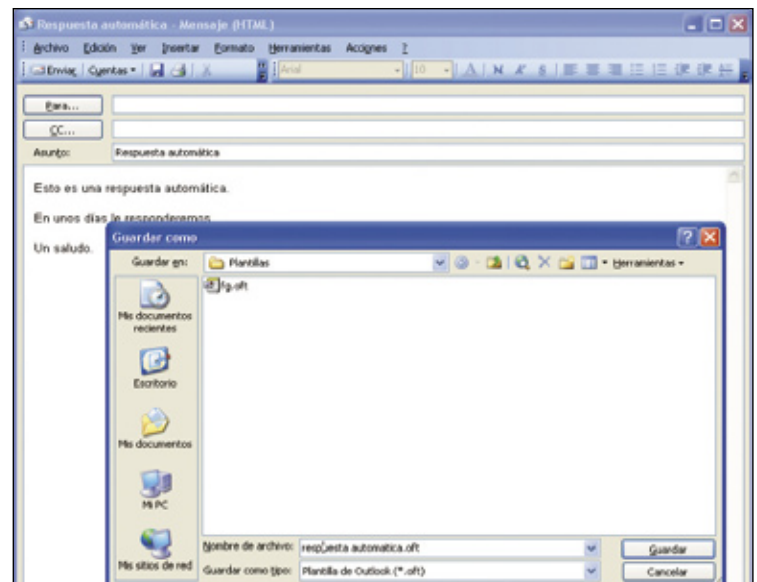 Respuesta automática - Mensaje (HTML)
Archivo Edición Ver Insertar Formato Herramientas Acciones ?
Enviar Cuentas Arial 10 A N K S
Para...
CC...
Asunto: Respuesta automática
Esto es una respuesta automática.
En unos días le responderemos.
Un saludo.
Guardar como
Guardar en: Plantillas Herramientas
fg.oft
Mis documentos
recientes
Escritorio
Mis documentos
Mi PC
Mis sitios de red
Nombre de archivo: respuesta automatica.oft Guardar
Guardar como tipo: Plantilla de Outlook (*.oft) Cancelar